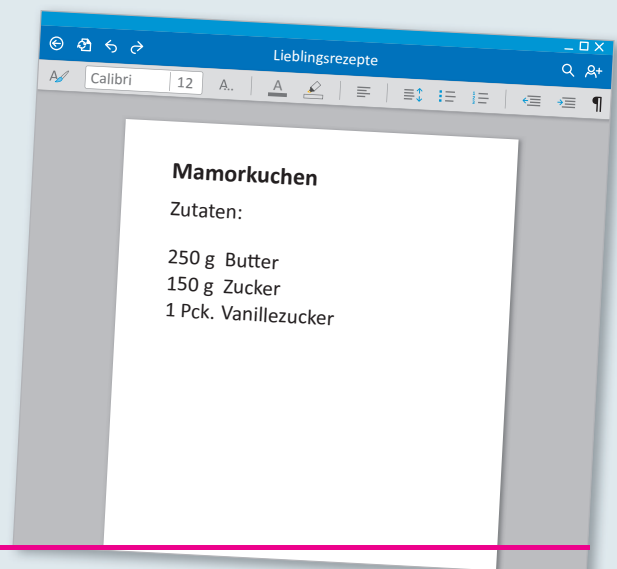 Lieblingsrezepte
Calibri 12 A.. A
Mamorkuchen
Zutaten:
250 g Butter
150 g Zucker
1 Pck. Vanillezucker